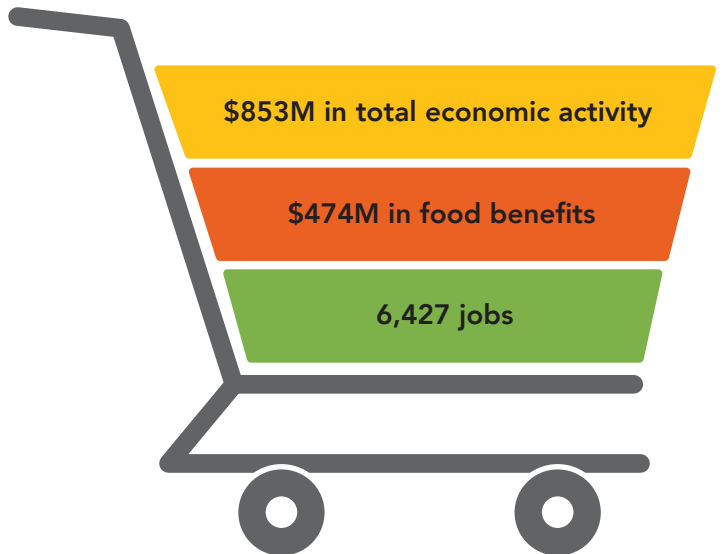 $853M in total economic activity
$474M in food benefits
6,427 jobs